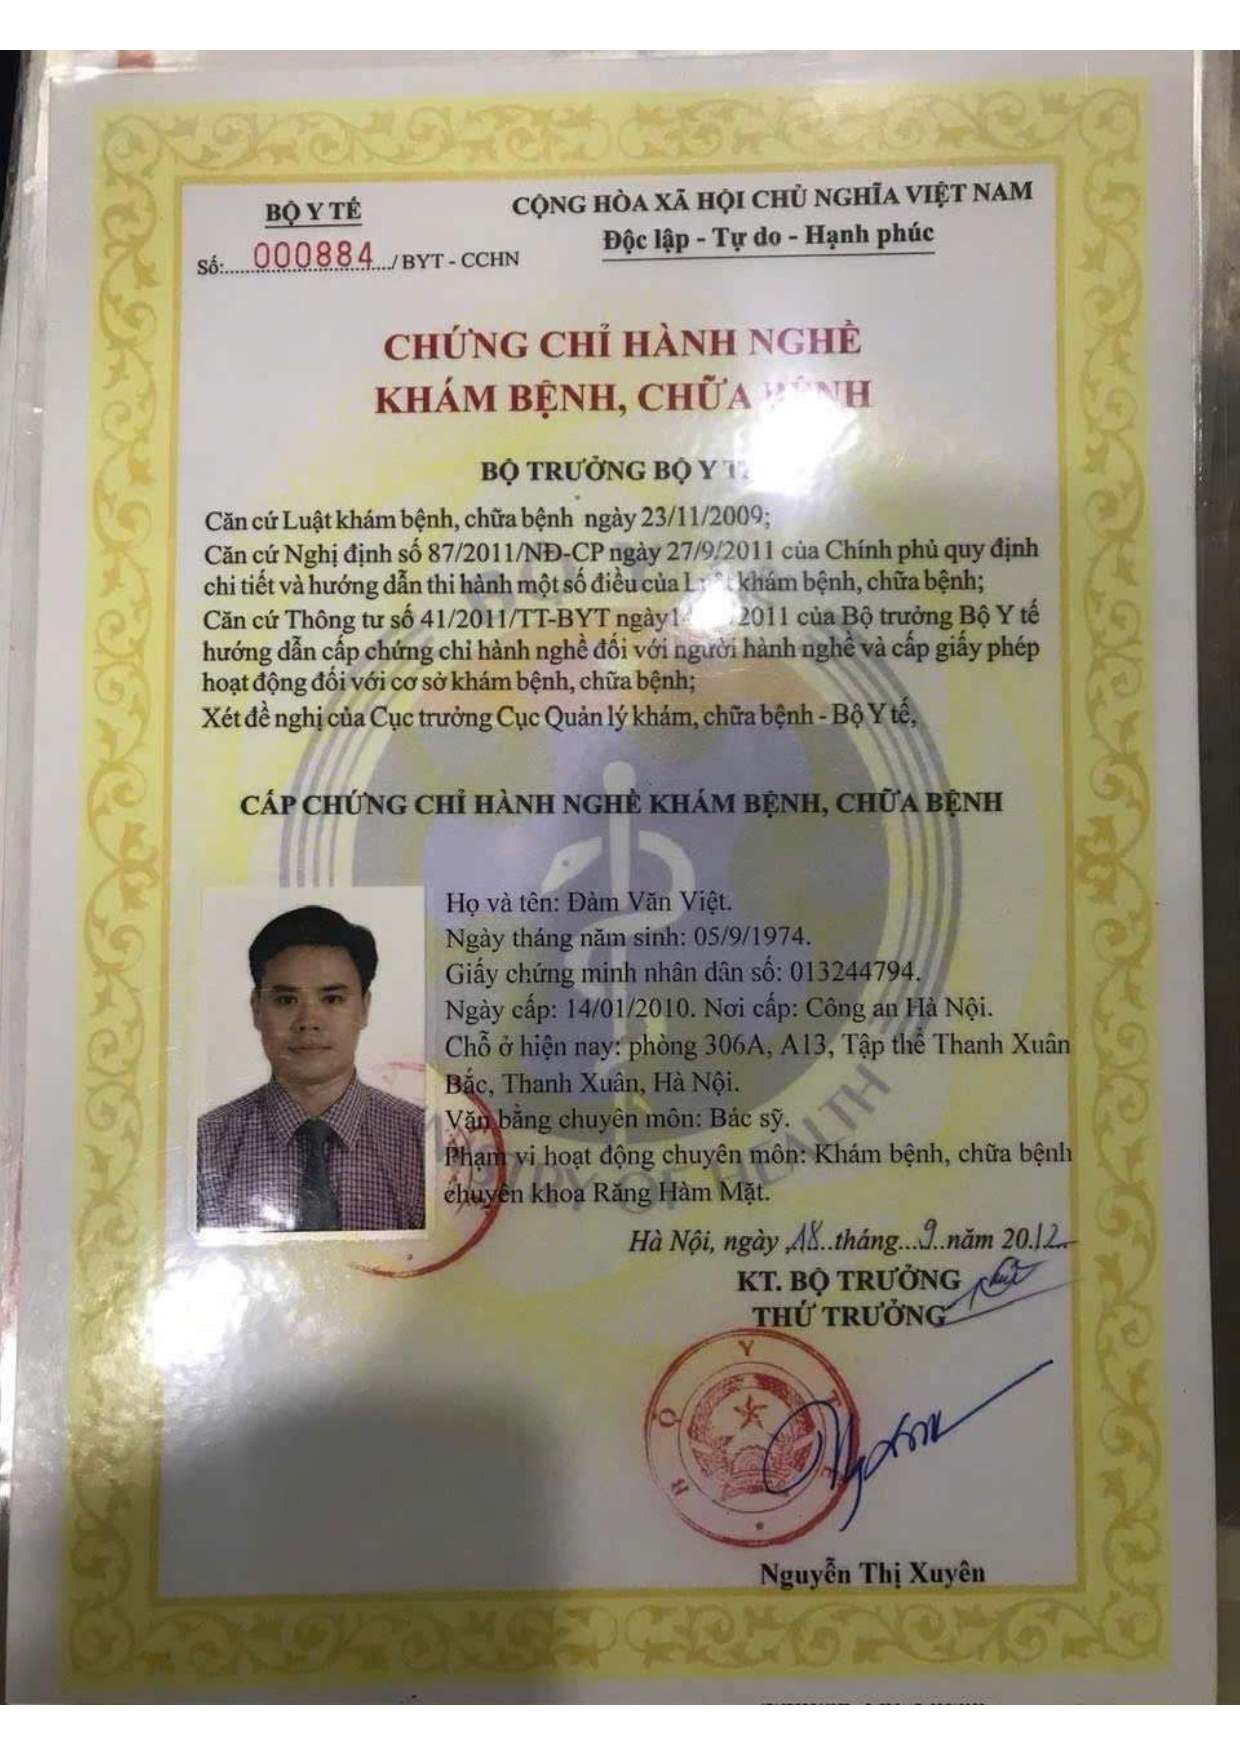 BỘ Y TẾ
Số:.....000884.../ BYT - CCHN
CỘNG HÒA XÃ HỘI CHỦ NGHĨA VIỆT NAM
Độc lập - Tự do - Hạnh phúc
CHỨNG CHỈ HÀNH NGHỀ
KHÁM BỆNH, CHỮA BỆNH
BỘ TRƯỞNG BỘ Y
Căn cứ Luật khám bệnh, chữa bệnh ngày 23/11/2009;
Căn cứ Nghị định số 87/2011/NĐ-CP ngày 27/9/2011 của Chính phủ quy định
chi tiết và hướng dẫn thi hành một số điều của Luật khám bệnh, chữa bệnh;
Căn cứ Thông tư số 41/2011/TT-BYT ngày 2011 của Bộ trưởng Bộ Y tế
hướng dẫn cấp chứng chỉ hành nghề đối với người hành nghề và cấp giấy phép
hoạt động đối với cơ sở khám bệnh, chữa bệnh;
Xét đề nghị của Cục trưởng Cục Quản lý khám, chữa bệnh - Bộ Y tế,
CẤP CHỨNG CHỈ HÀNH NGHỀ KHÁM BỆNH, CHỮA BỆNH
Họ và tên: Đàm Văn Việt.
Ngày tháng năm sinh: 05/9/1974.
Giấy chứng minh nhân dân số: 013244794.
Ngày cấp: 14/01/2010. Nơi cấp: Công an Hà Nội.
Chỗ ở hiện nay: phòng 306A, A13, Tập thể Thanh Xuân
Bắc, Thanh Xuân, Hà Nội.
Văn bằng chuyên môn: Bác sỹ.
Phạm vi hoạt động chuyên môn: Khám bệnh, chữa bệnh
chuyên khoa Răng Hàm Mặt.
Hà Nội, ngày 18..tháng...9..năm 2012
KT. BỘ TRƯỞNG
THỨ TRƯỞNG
BỘ Y TẾ
Nguyễn Thị Xuyên